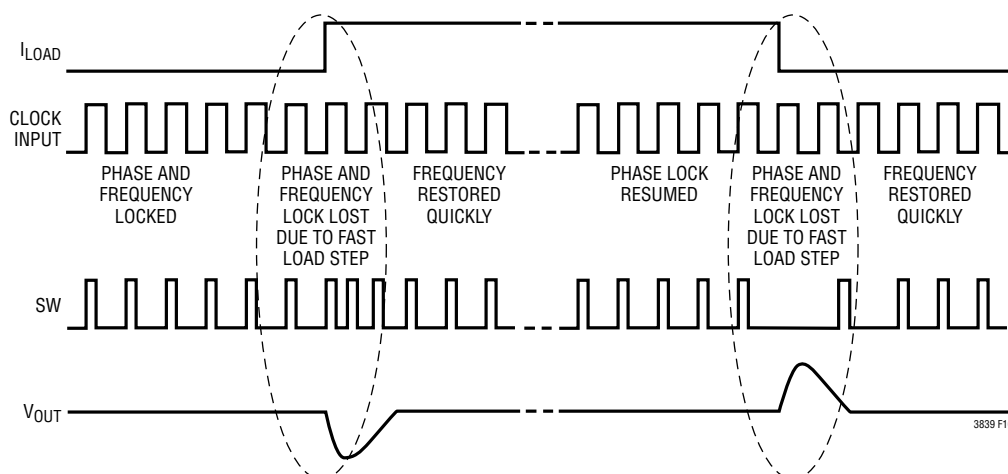 ILOAD
CLOCK
INPUT
PHASE AND
FREQUENCY
LOCKED
PHASE AND
FREQUENCY
LOCK LOST
DUE TO FAST
LOAD STEP
FREQUENCY
RESTORED
QUICKLY
PHASE LOCK
RESUMED
PHASE AND
FREQUENCY
LOCK LOST
DUE TO FAST
LOAD STEP
FREQUENCY
RESTORED
QUICKLY
SW
VOUT
3839 F1